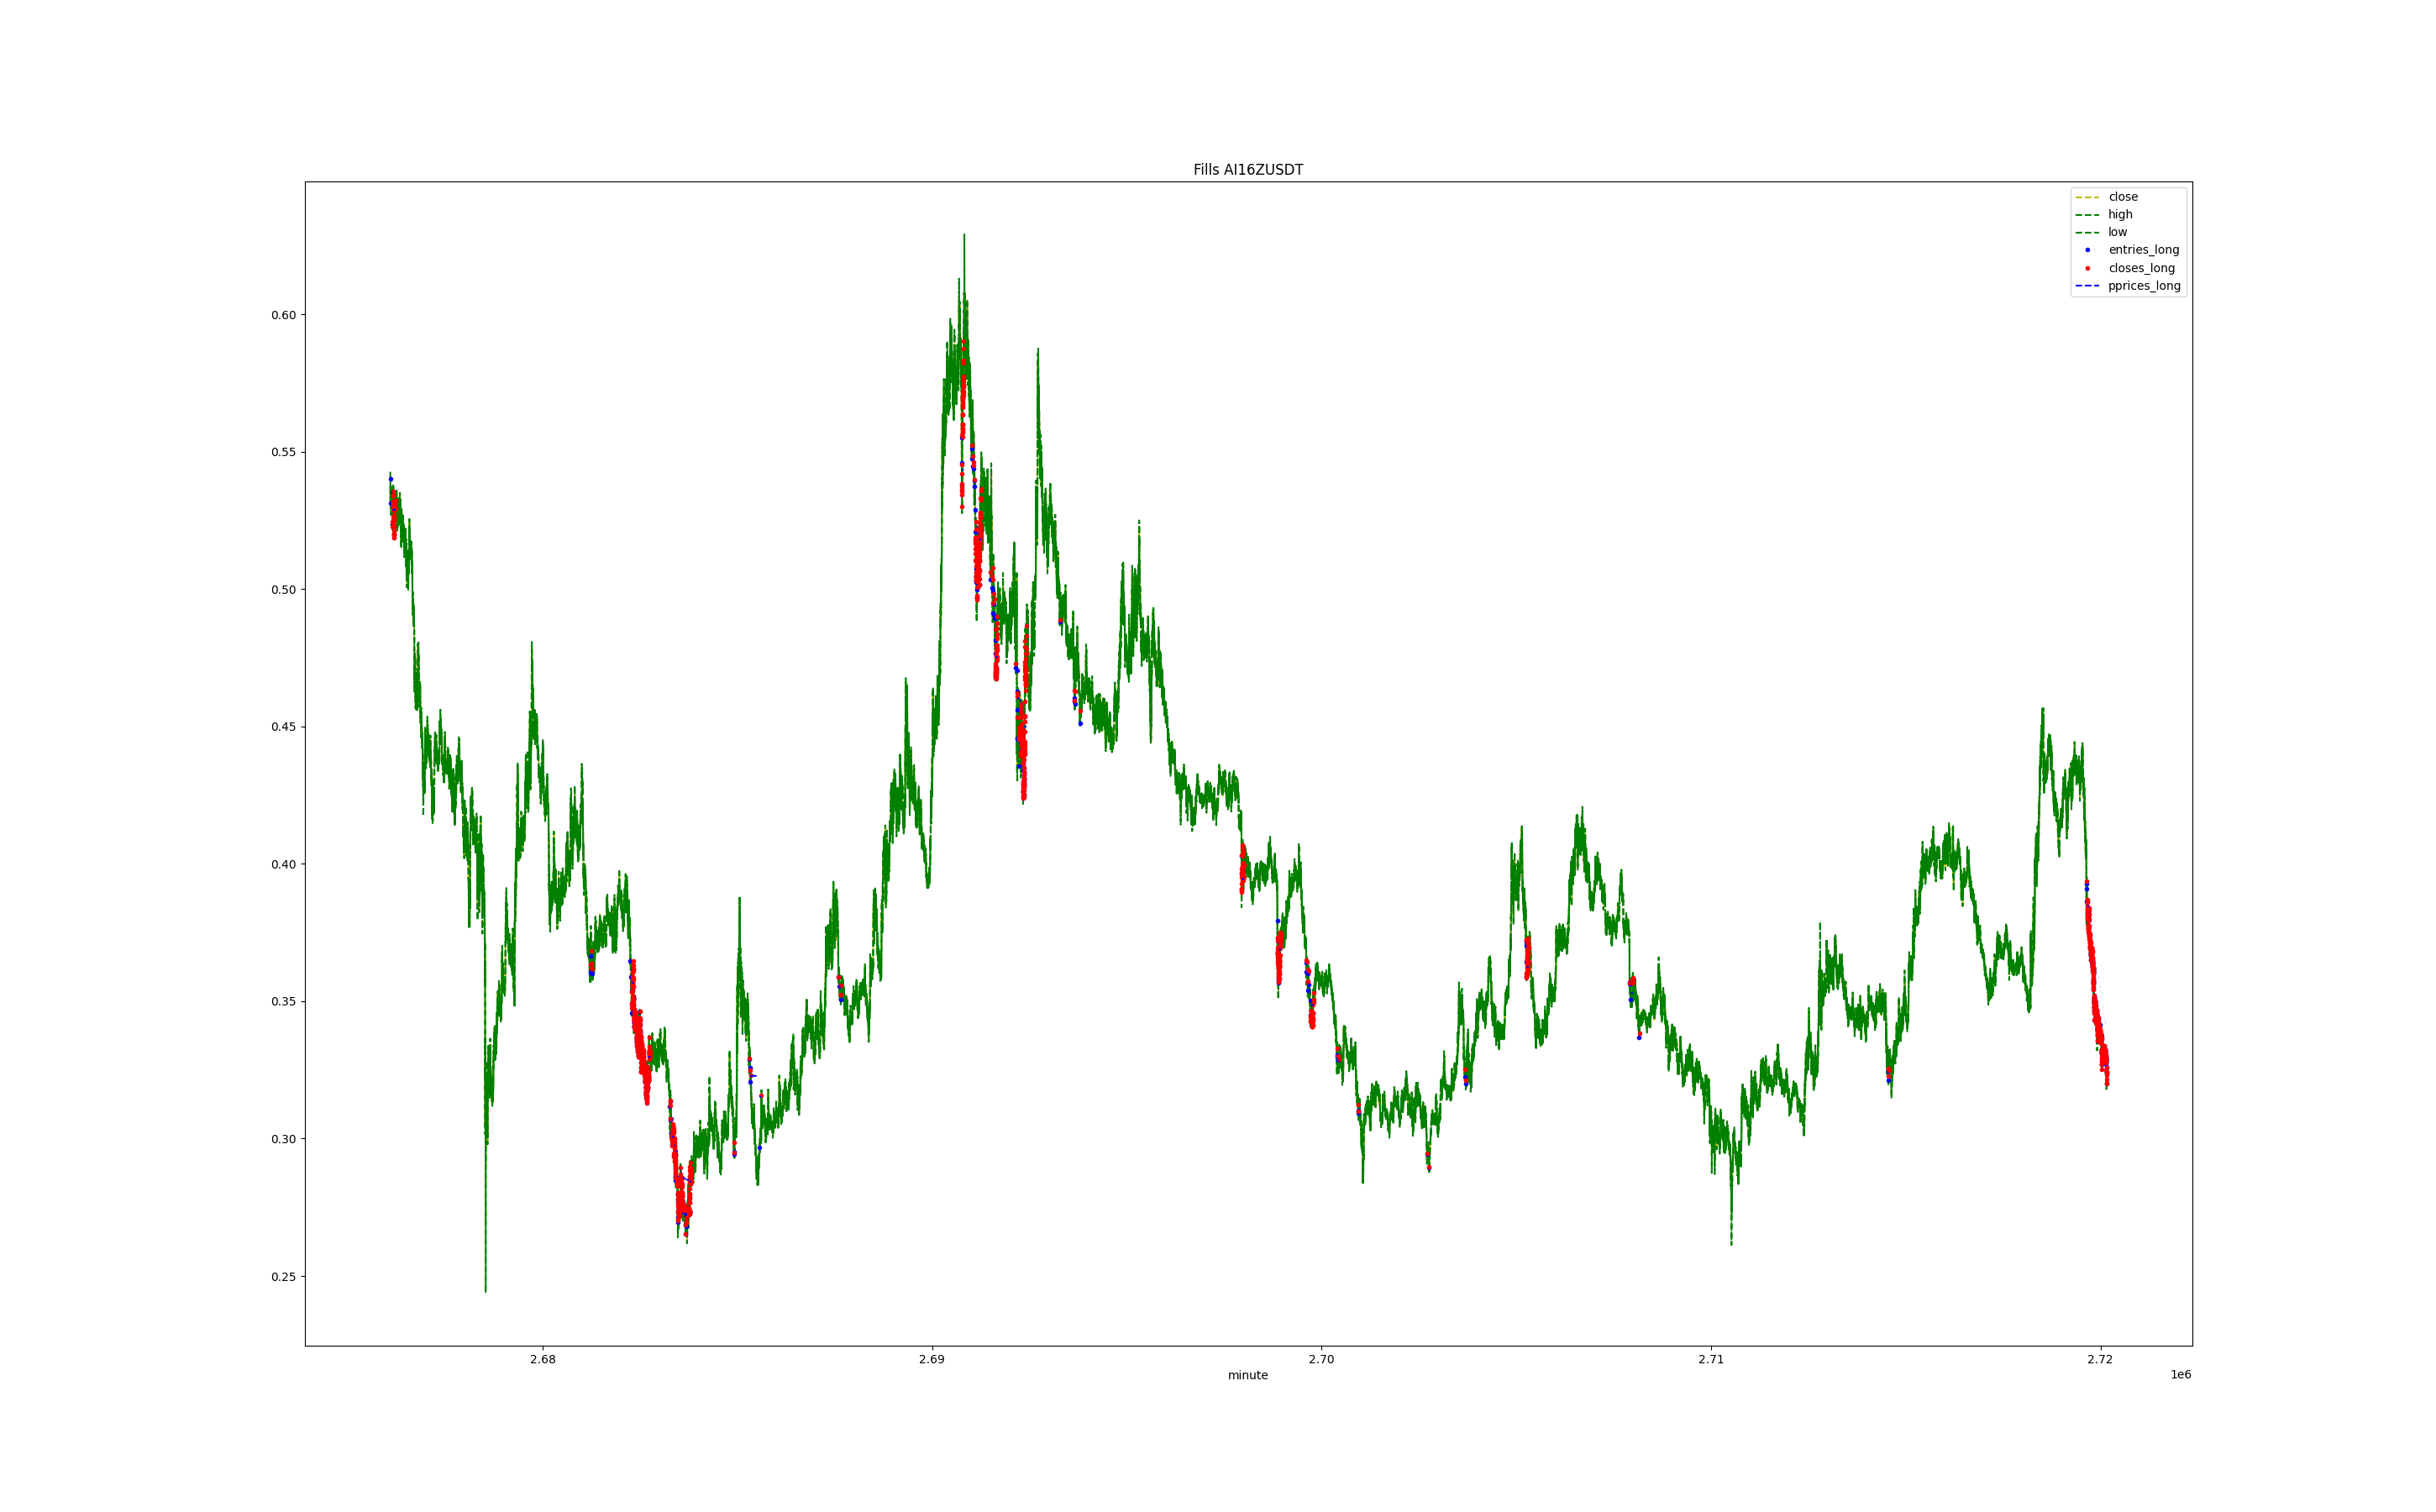 Fills AI16ZUSDT
close
high
low
entries_long
closes_long
pprices_long
0.60
0.55
0.50
0.45
0.40
0.35
0.30
0.25
2.68 2.69 2.70 2.71 2.72
minute
1e6